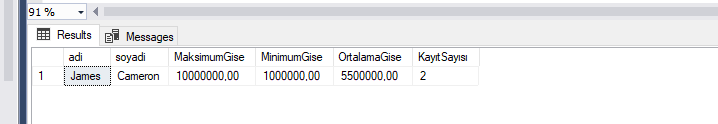 91 %
Results Messages
adi soyadi MaksimumGise MinimumGise OrtalamaGise KayıtSayısı
1 James Cameron 10000000,00 1000000,00 5500000,00 2